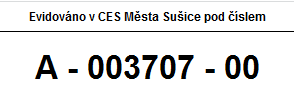 Evidováno v CES Města Sušice pod číslem
A - 003707 - 00